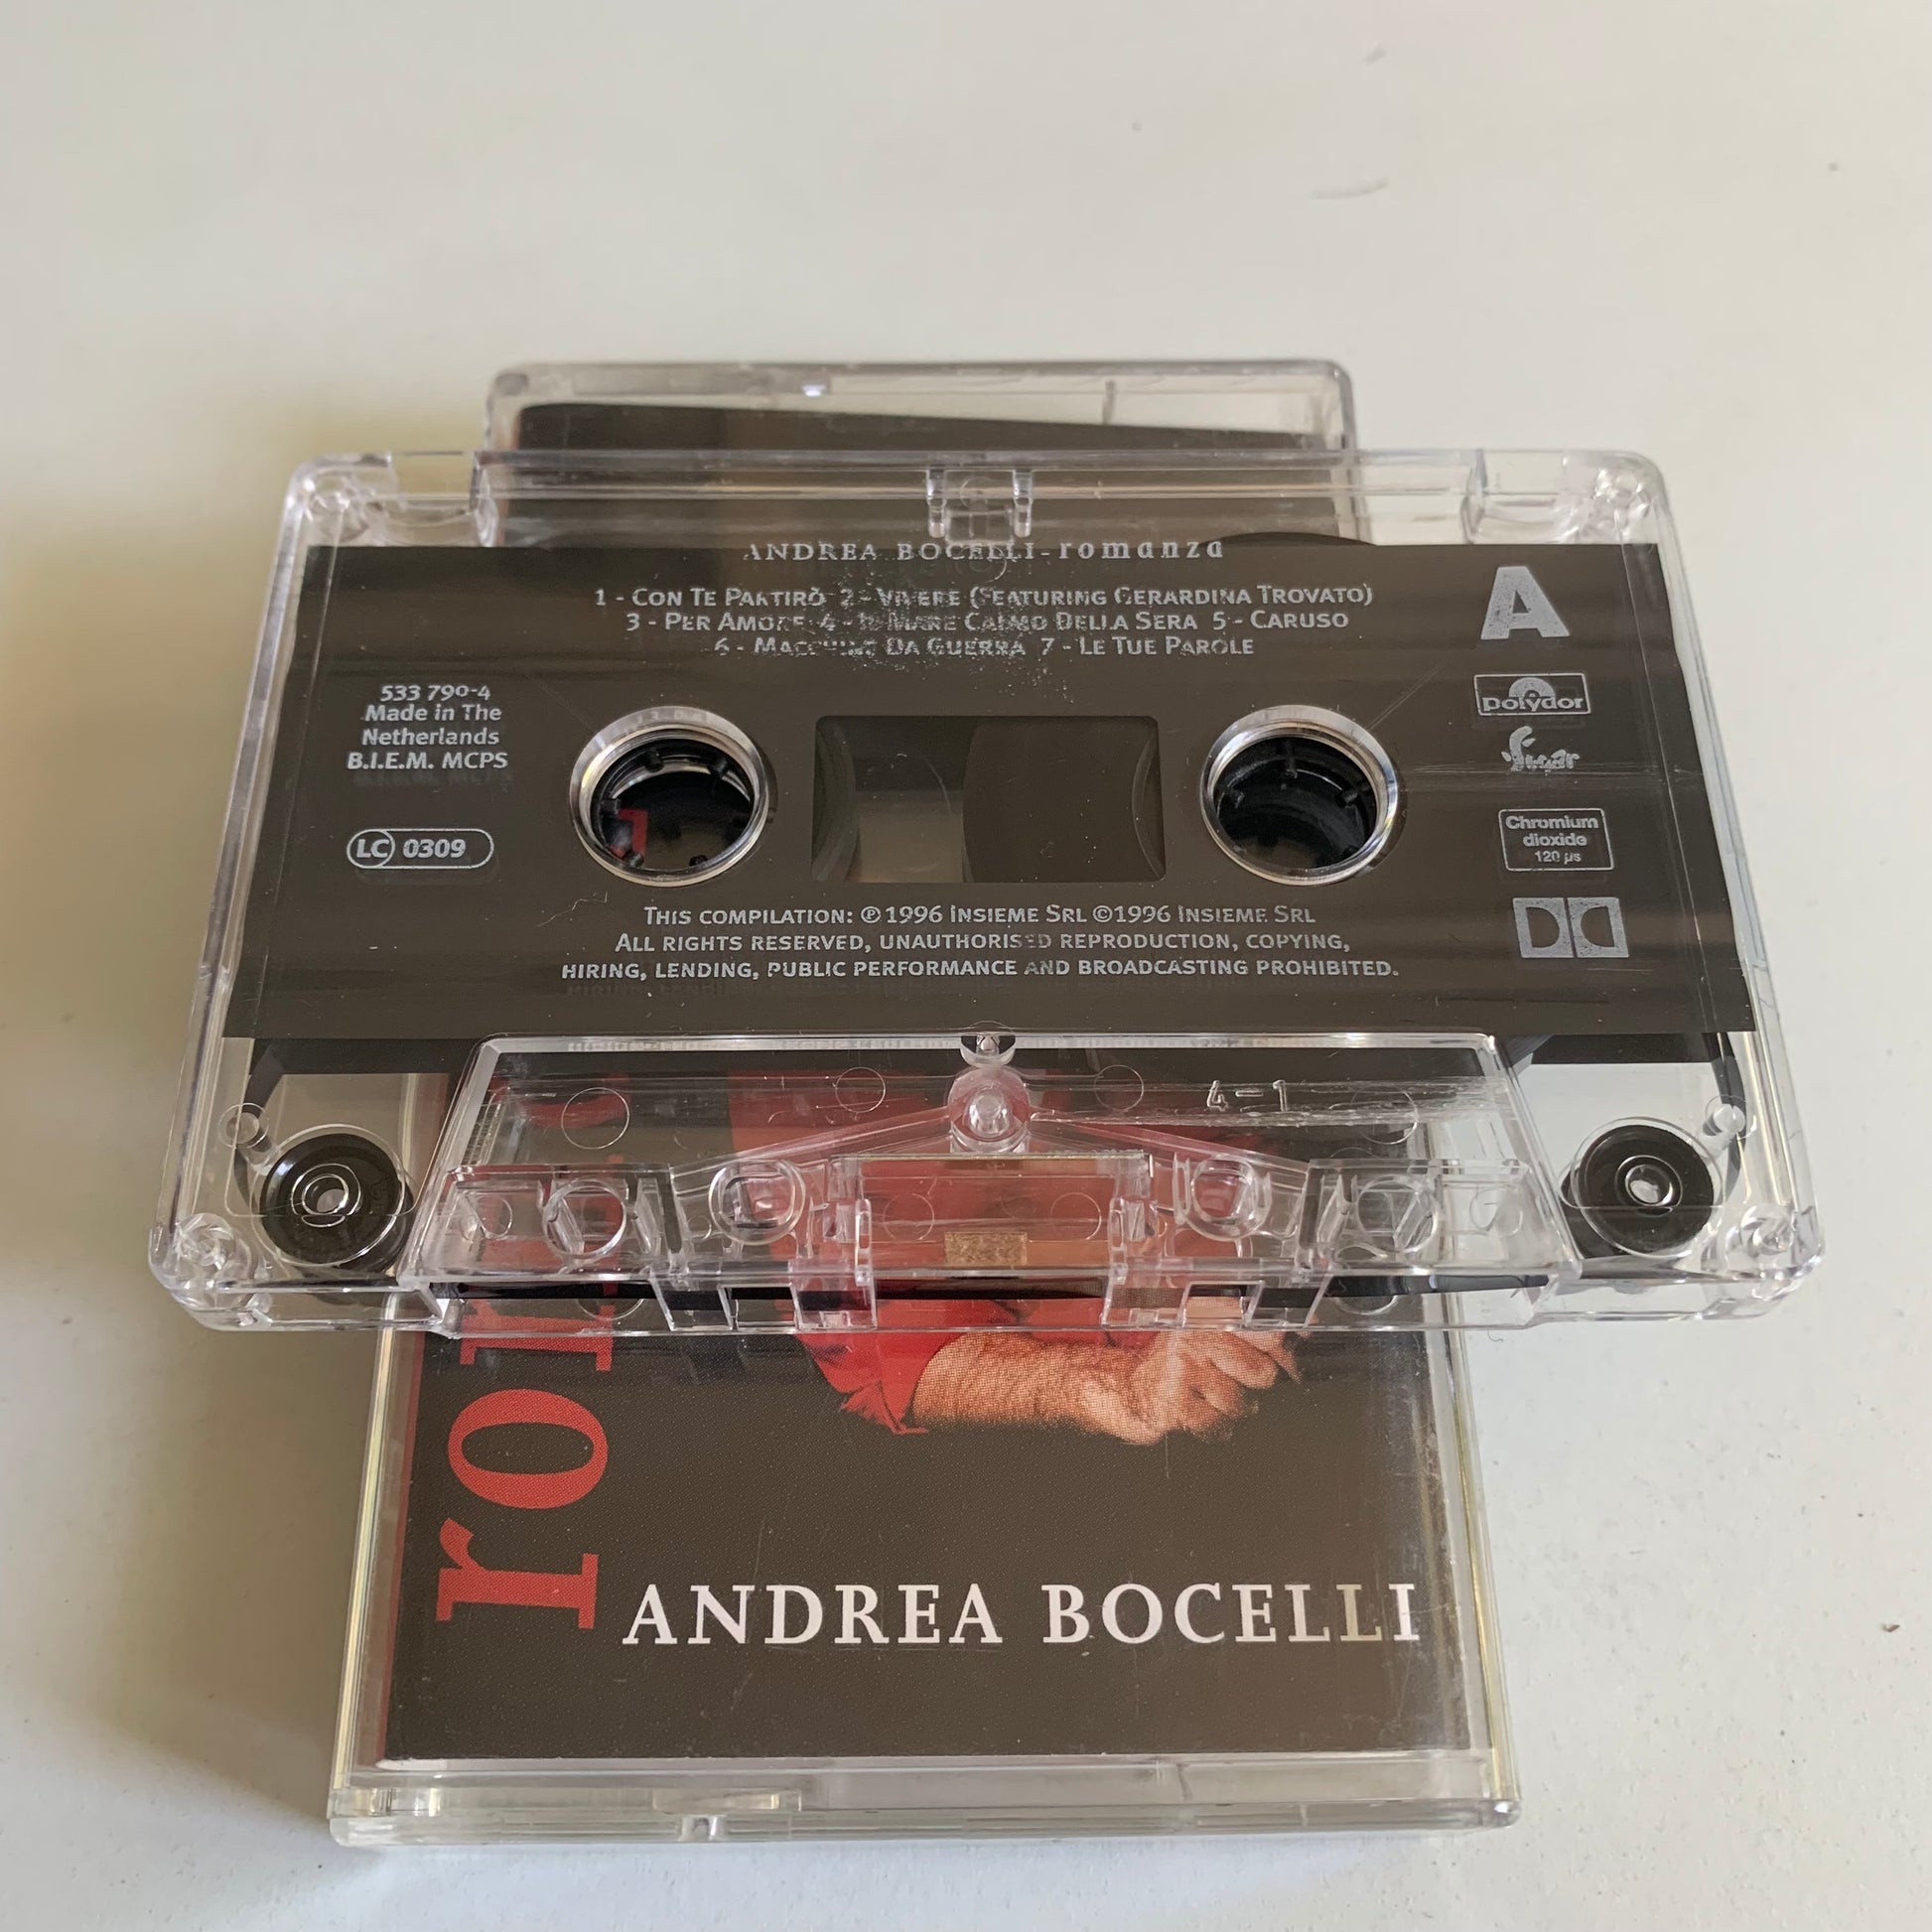 ANDREA BOCELLI - romanza
1 - CON TE PARTIRÒ 2 - VIVERE (FEATURING GERARDINA TROVATO)
3 - PER AMORE 4 - IL MARE CALMO DELLA SERA 5 - CARUSO
6 - MACCHINE DA GUERRA 7 - LE TUE PAROLE
A
533 790-4
Made in The
Netherlands
B.I.E.M. MCPS
LC 0309
polydor
Sugar
Chromium
dioxide
120 µs
THIS COMPILATION: ℗ 1996 INSIEME SRL © 1996 INSIEME SRL
ALL RIGHTS RESERVED, UNAUTHORISED REPRODUCTION, COPYING,
HIRING, LENDING, PUBLIC PERFORMANCE AND BROADCASTING PROHIBITED.
4-1
ANDREA BOCELLI